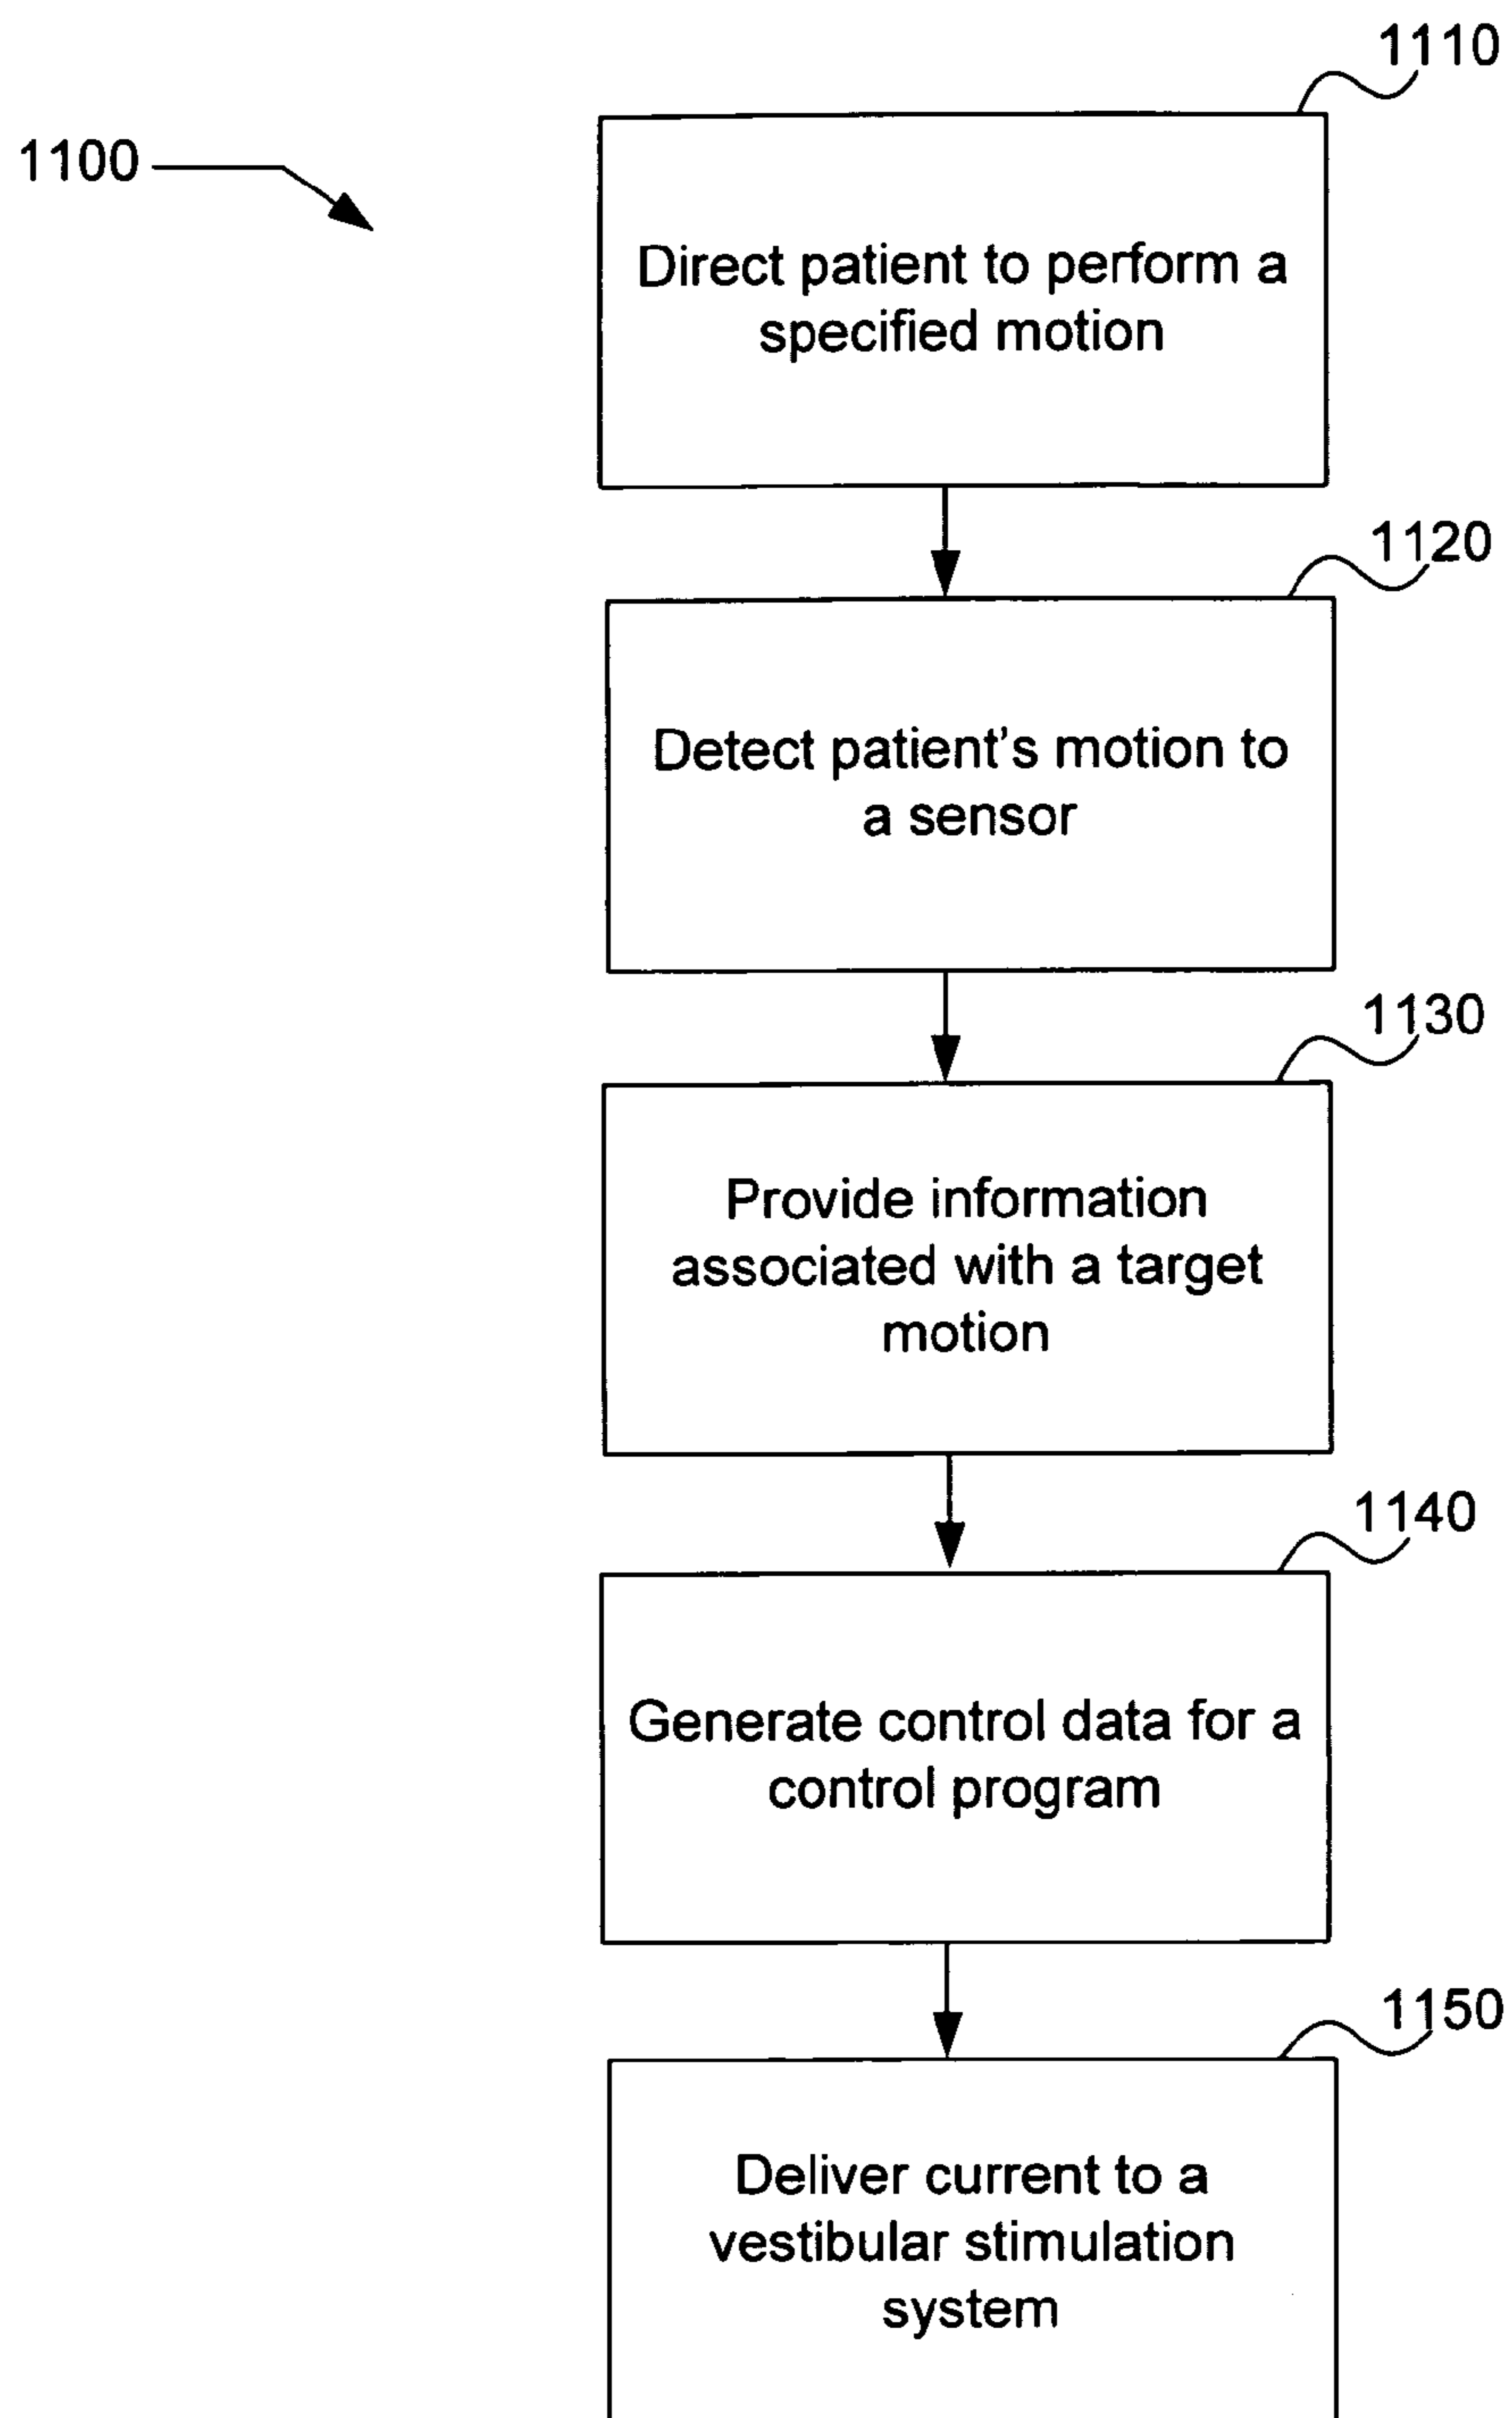 1110
1100
Direct patient to perform a
specified motion
1120
Detect patient's motion to
a sensor
1130
Provide information
associated with a target
motion
1140
Generate control data for a
control program
1150
Deliver current to a
vestibular stimulation
system